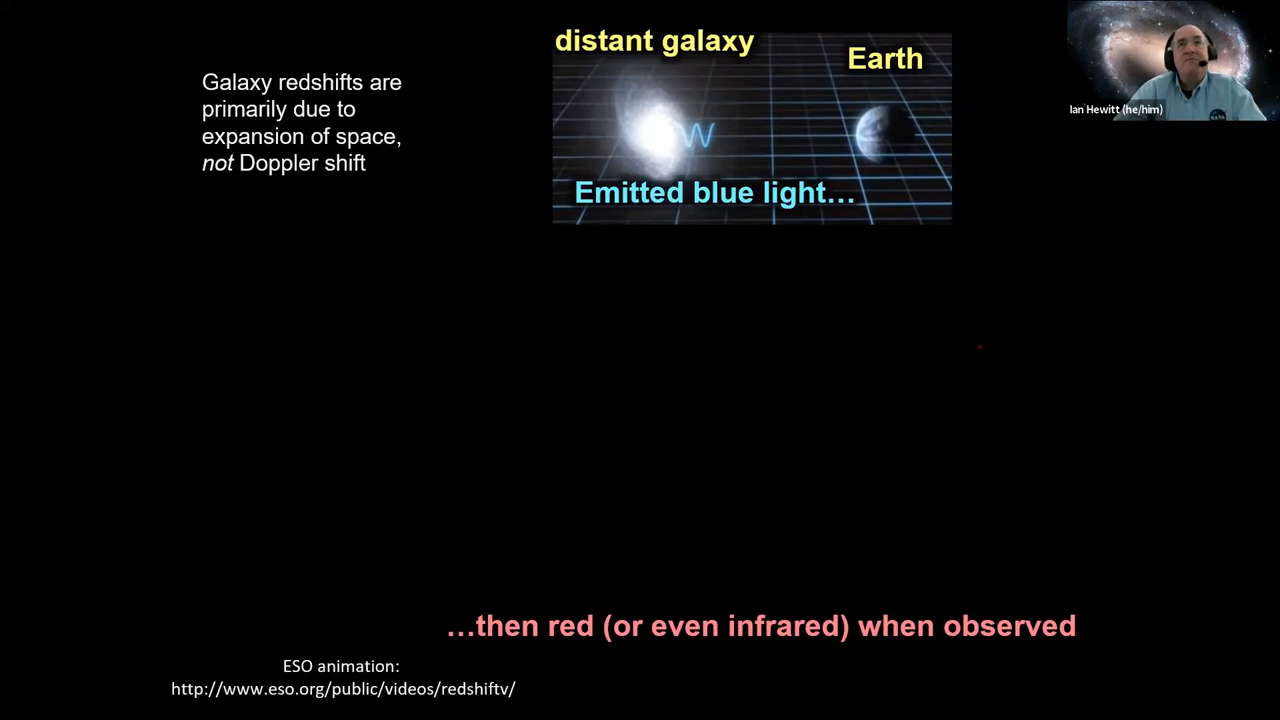 distant galaxy
Earth
Galaxy redshifts are
primarily due to
expansion of space,
not Doppler shift
Emitted blue light…
Ian Hewitt (he/him)
…then red (or even infrared) when observed
ESO animation:
http://www.eso.org/public/videos/redshiftv/